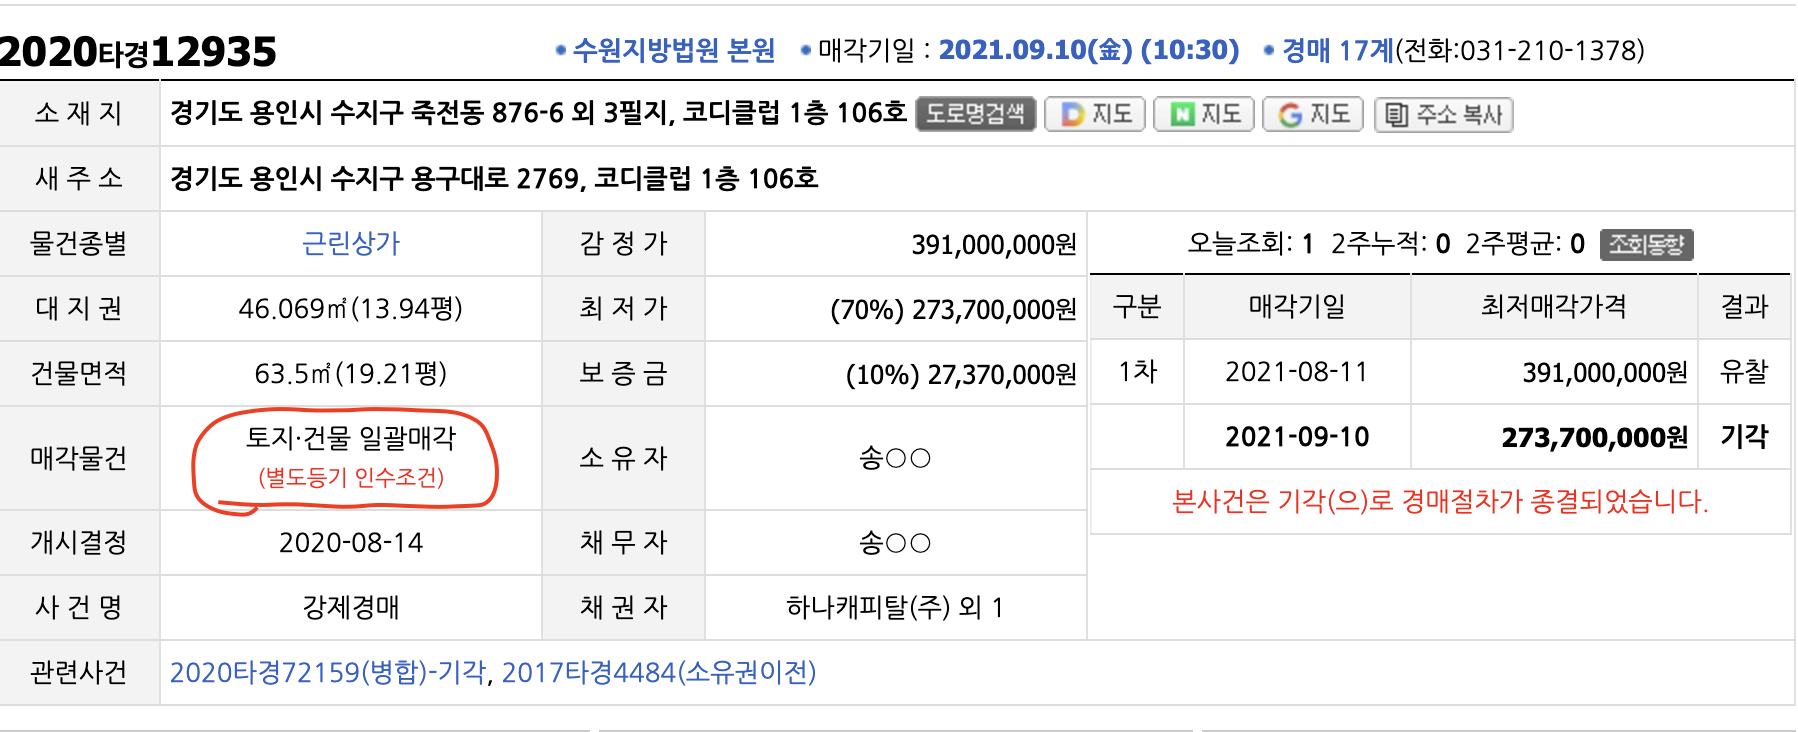 2020타경12935 • 수원지방법원 본원 • 매각기일 : 2021.09.10(金) (10:30) • 경매 17계(전화:031-210-1378)
소 재 지 경기도 용인시 수지구 죽전동 876-6 외 3필지, 코디클럽 1층 106호 도로명검색 D 지도 N 지도 G 지도 주소 복사
새 주 소 경기도 용인시 수지구 용구대로 2769, 코디클럽 1층 106호
물건종별 근린상가 감 정 가 391,000,000원 오늘조회: 1 2주누적: 0 2주평균: 0 조회동향
대 지 권 46.069㎡(13.94평) 최 저 가 (70%) 273,700,000원 구분 매각기일 최저매각가격 결과
건물면적 63.5㎡(19.21평) 보 증 금 (10%) 27,370,000원 1차 2021-08-11 391,000,000원 유찰
2021-09-10 273,700,000원 기각
매각물건 토지·건물 일괄매각
(별도등기 인수조건) 소 유 자 송○○
본사건은 기각(으)로 경매절차가 종결되었습니다.
개시결정 2020-08-14 채 무 자 송○○
사 건 명 강제경매 채 권 자 하나캐피탈(주) 외 1
관련사건 2020타경72159(병합)-기각, 2017타경4484(소유권이전)